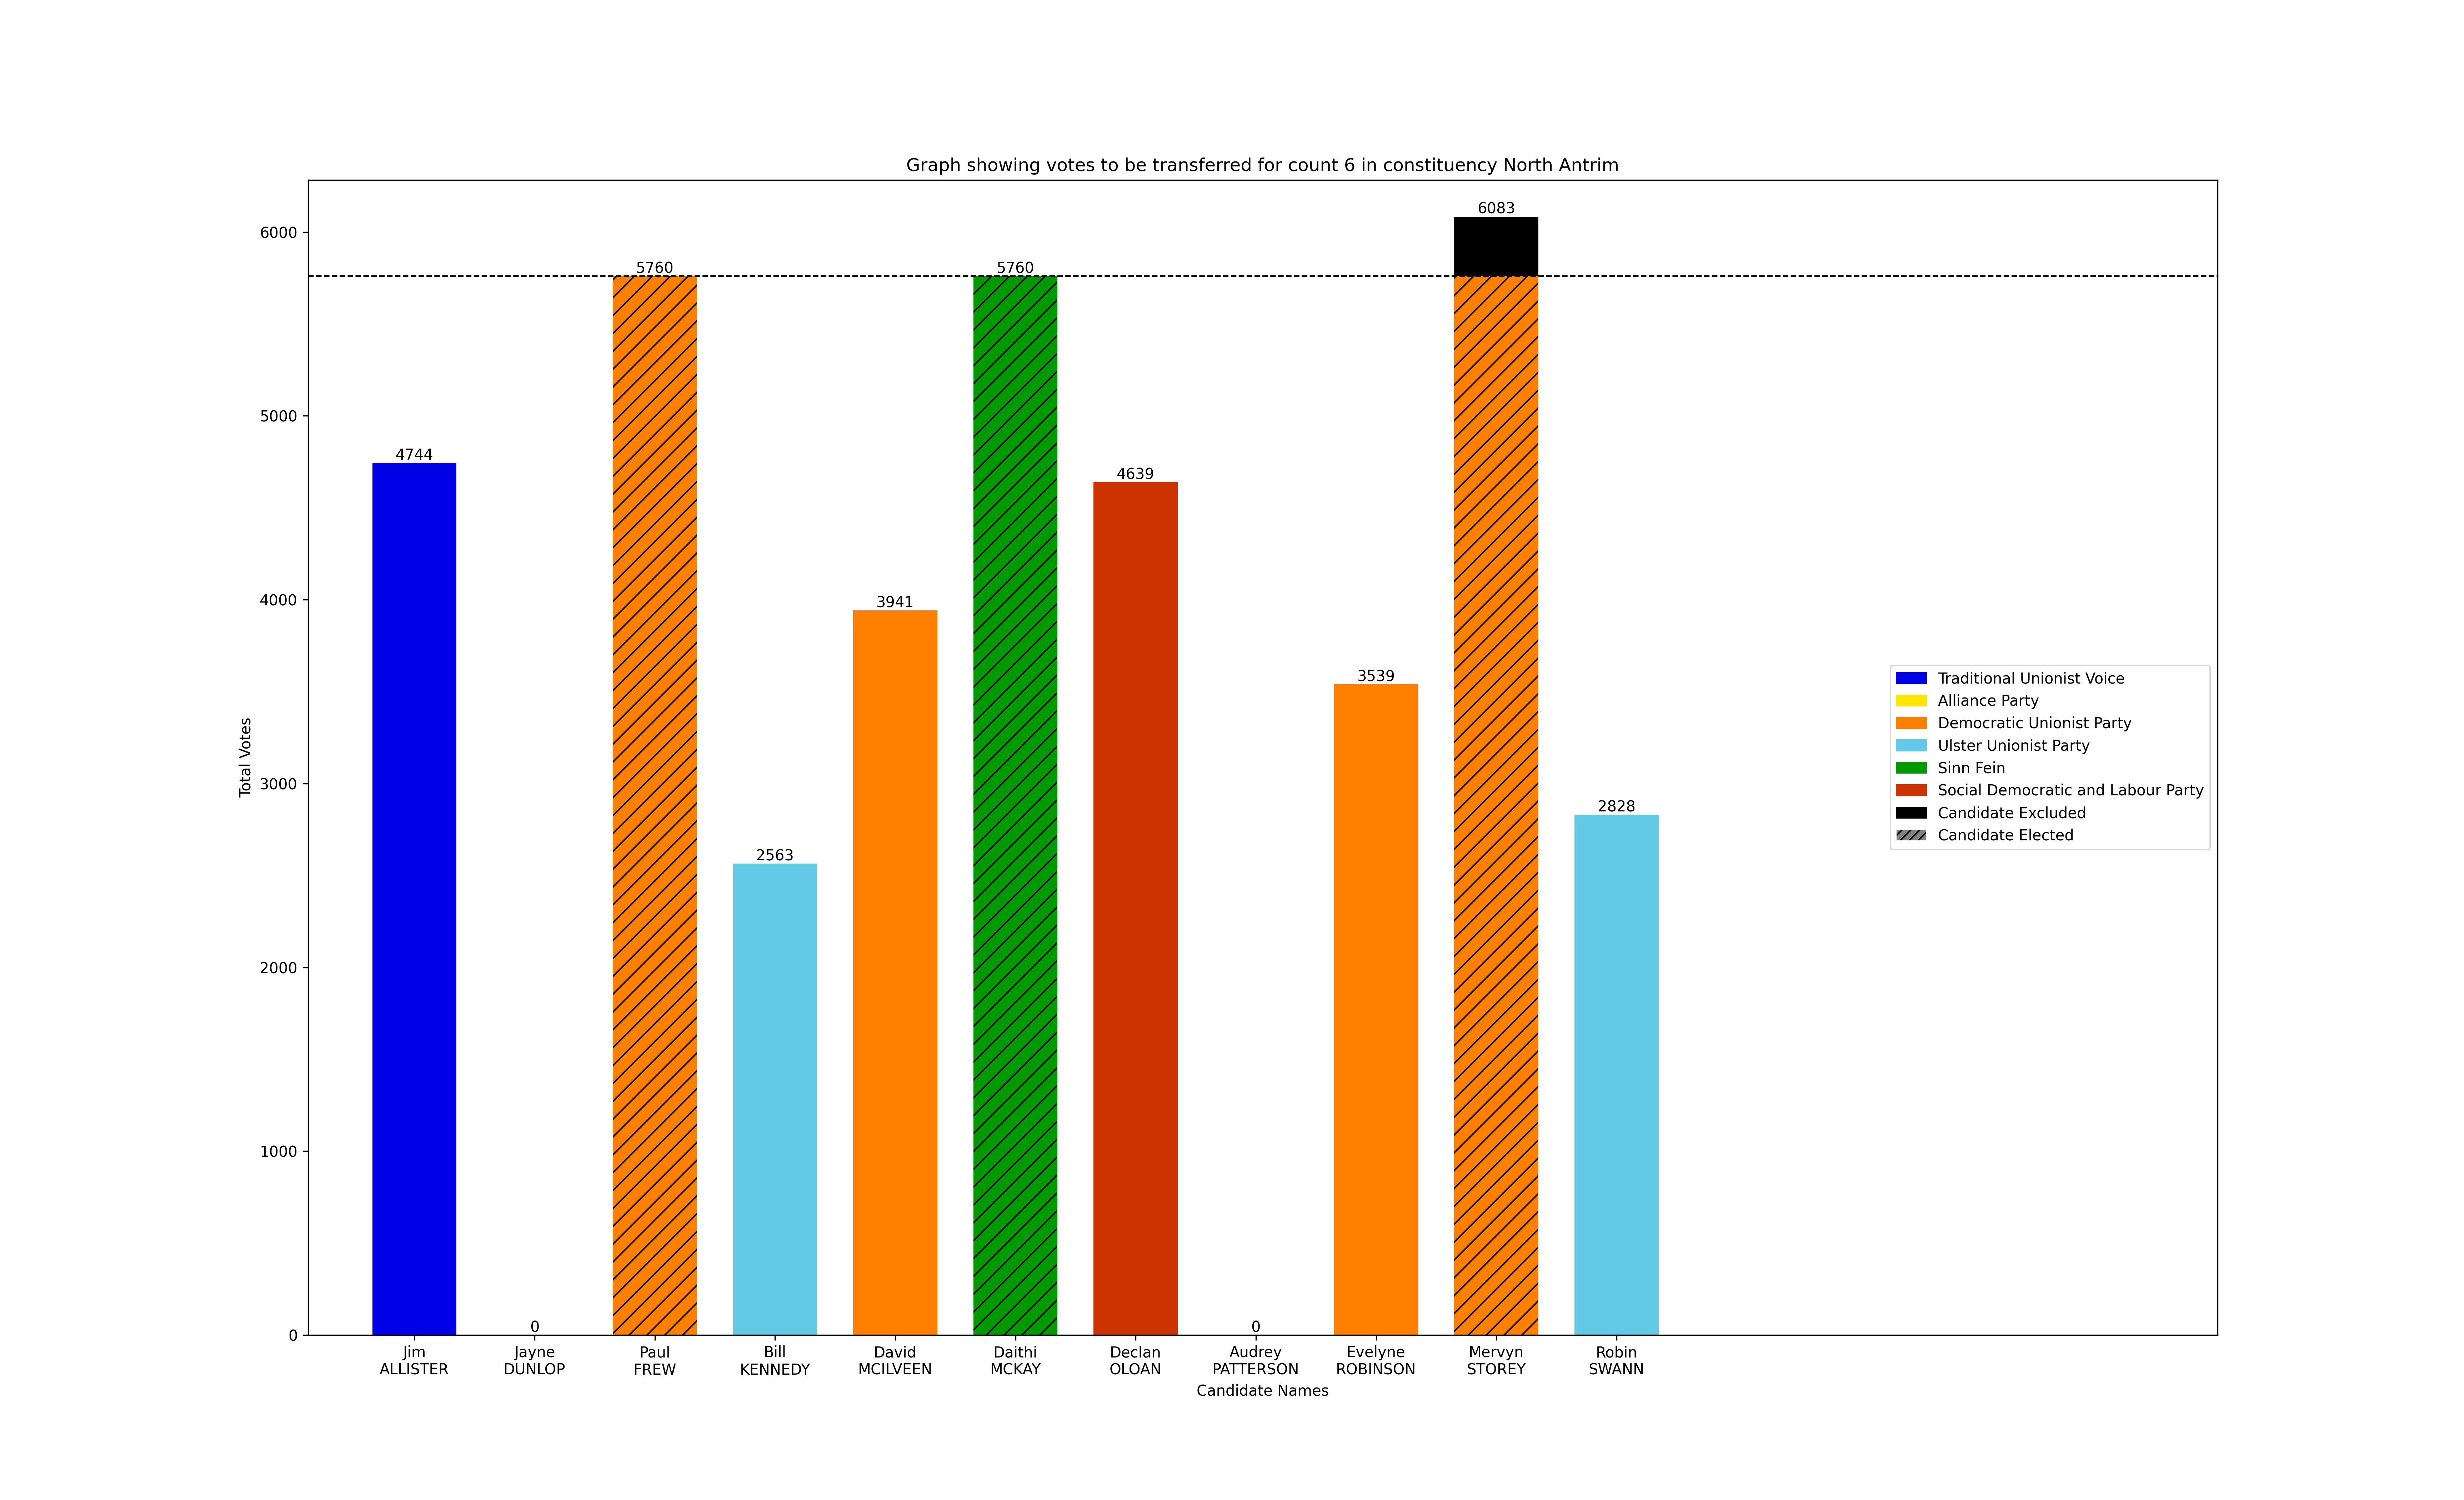 Graph showing votes to be transferred for count 6 in constituency North Antrim
6083
6000
5760
5760
5000
4744
4639
4000
3941
3539
Total Votes
3000
2828
2563
2000
1000
0
0
0
Traditional Unionist Voice
Alliance Party
Democratic Unionist Party
Ulster Unionist Party
Sinn Fein
Social Democratic and Labour Party
Candidate Excluded
Candidate Elected
Jim
ALLISTER
Jayne
DUNLOP
Paul
FREW
Bill
KENNEDY
David
MCILVEEN
Daithi
MCKAY
Declan
OLOAN
Audrey
PATTERSON
Evelyne
ROBINSON
Mervyn
STOREY
Robin
SWANN
Candidate Names